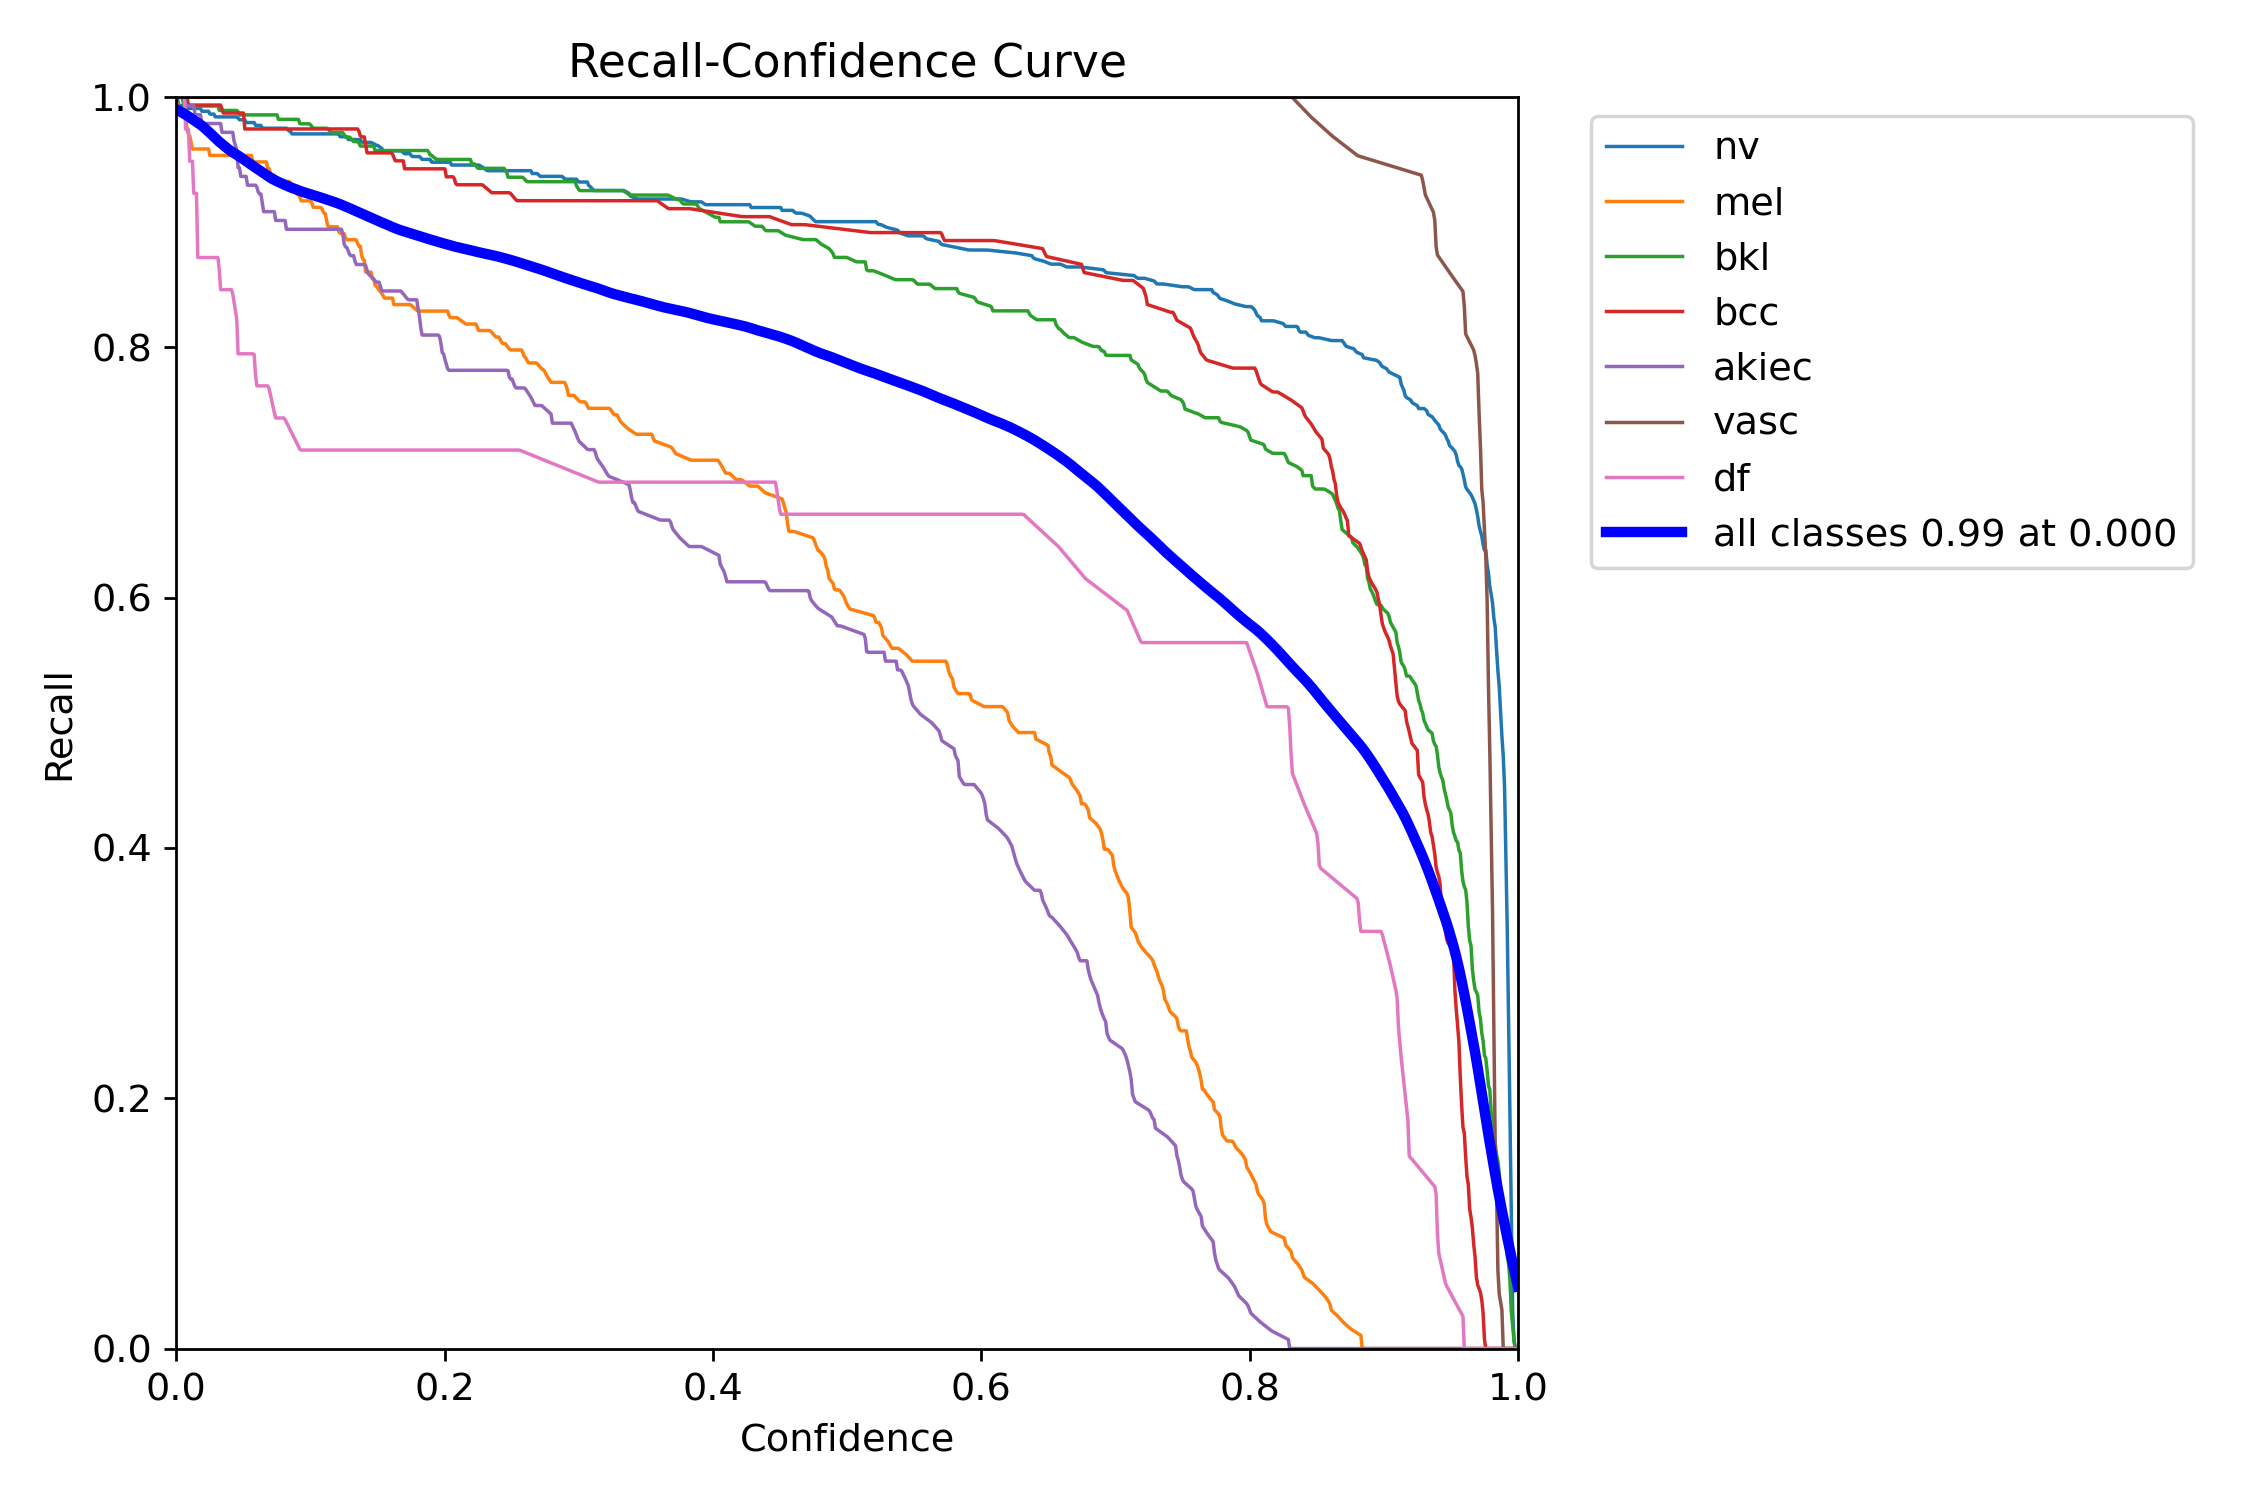 Recall-Confidence Curve
1.0
0.8
0.6
0.4
0.2
0.0
Recall
0.0 0.2 0.4 0.6 0.8 1.0
Confidence
nv
mel
bkl
bcc
akiec
vasc
df
all classes 0.99 at 0.000